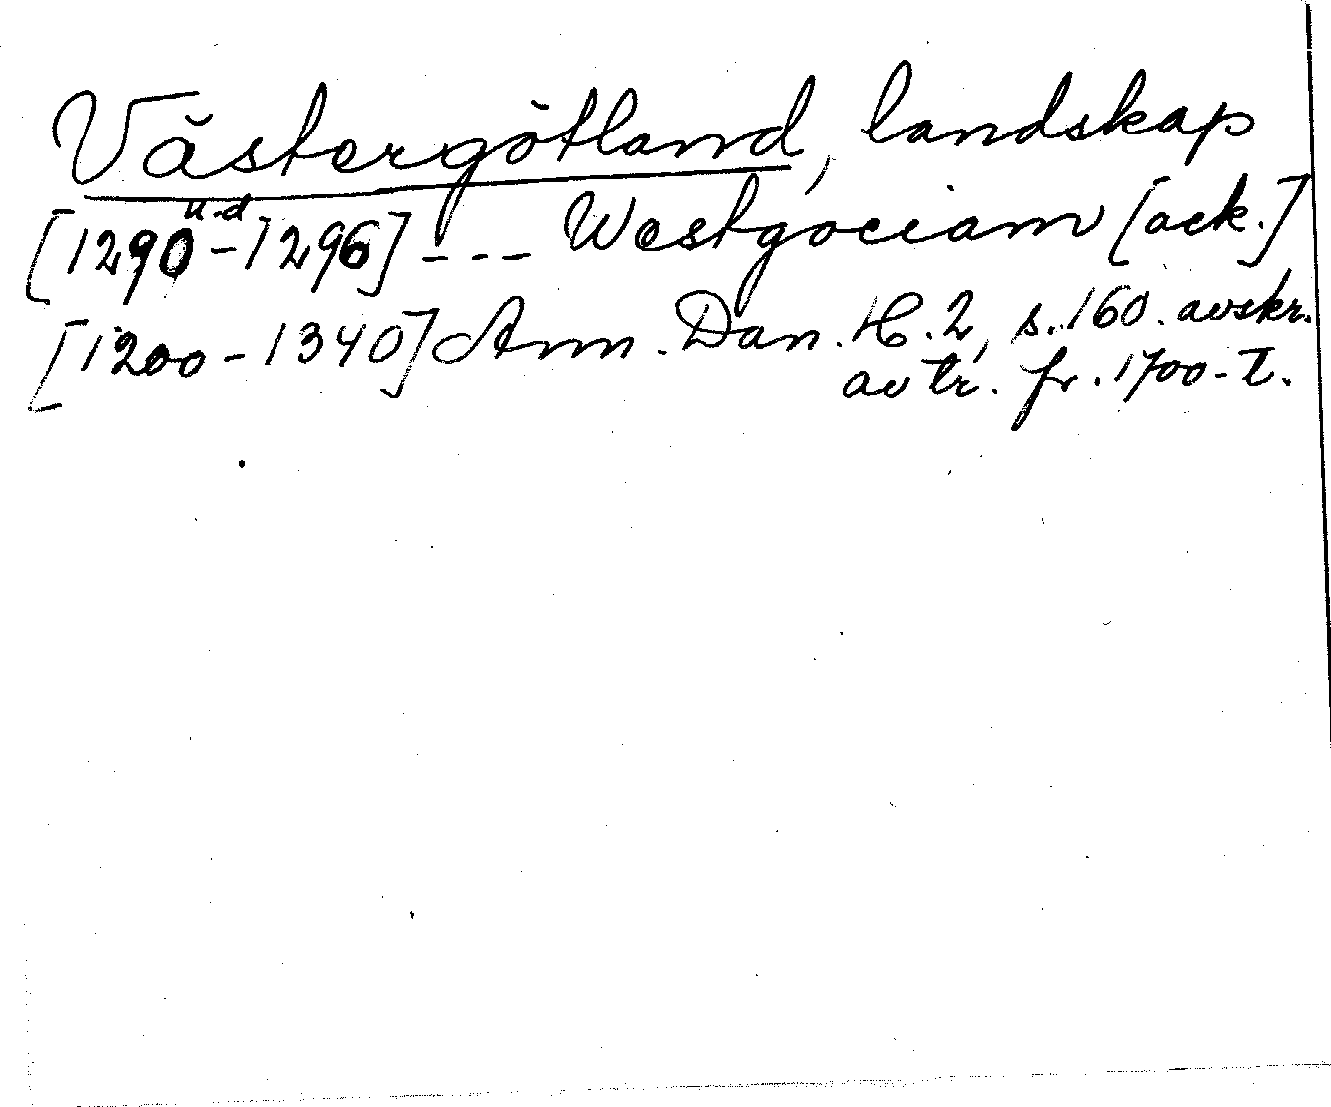 Västergötland, landskap
u-d
[1290-1296] --- Westgociam [ack.]
[1200-1340] Ann. Dan. H. 2, s. 160. avskr.
av tr. fr. 1700-t.